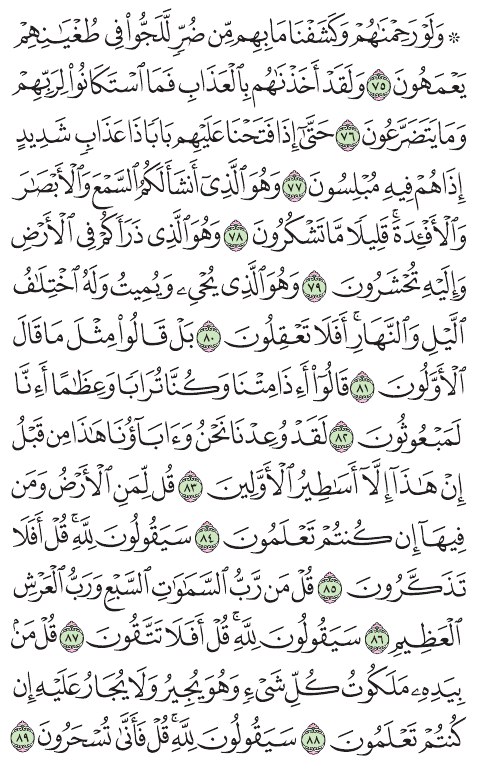 ۞ وَلَوْ رَحِمْنَٰهُمْ وَكَشَفْنَا مَا بِهِم مِّن ضُرٍّ لَّلَجُّوا۟ فِى طُغْيَٰنِهِمْ
يَعْمَهُونَ ٧٥ وَلَقَدْ أَخَذْنَٰهُم بِٱلْعَذَابِ فَمَا ٱسْتَكَانُوا۟ لِرَبِّهِمْ
وَمَا يَتَضَرَّعُونَ ٧٦ حَتَّىٰٓ إِذَا فَتَحْنَا عَلَيْهِم بَابًا ذَا عَذَابٍ شَدِيدٍ
إِذَا هُمْ فِيهِ مُبْلِسُونَ ٧٧ وَهُوَ ٱلَّذِىٓ أَنشَأَ لَكُمُ ٱلسَّمْعَ وَٱلْأَبْصَٰرَ
وَٱلْأَفْـِٔدَةَ ۚ قَلِيلًا مَّا تَشْكُرُونَ ٧٨ وَهُوَ ٱلَّذِى ذَرَأَكُمْ فِى ٱلْأَرْضِ
وَإِلَيْهِ تُحْشَرُونَ ٧٩ وَهُوَ ٱلَّذِى يُحْىِۦ وَيُمِيتُ وَلَهُ ٱخْتِلَٰفُ
ٱلَّيْلِ وَٱلنَّهَارِ ۚ أَفَلَا تَعْقِلُونَ ٨٠ بَلْ قَالُوا۟ مِثْلَ مَا قَالَ
ٱلْأَوَّلُونَ ٨١ قَالُوٓا۟ أَءِذَا مِتْنَا وَكُنَّا تُرَابًا وَعِظَٰمًا أَءِنَّا
لَمَبْعُوثُونَ ٨٢ لَقَدْ وُعِدْنَا نَحْنُ وَءَابَآؤُنَا هَٰذَا مِن قَبْلُ
إِنْ هَٰذَآ إِلَّآ أَسَٰطِيرُ ٱلْأَوَّلِينَ ٨٣ قُل لِّمَنِ ٱلْأَرْضُ وَمَن
فِيهَآ إِن كُنتُمْ تَعْلَمُونَ ٨٤ سَيَقُولُونَ لِلَّهِ ۚ قُلْ أَفَلَا
تَذَكَّرُونَ ٨٥ قُلْ مَن رَّبُّ ٱلسَّمَٰوَٰتِ ٱلسَّبْعِ وَرَبُّ ٱلْعَرْشِ
ٱلْعَظِيمِ ٨٦ سَيَقُولُونَ لِلَّهِ ۚ قُلْ أَفَلَا تَتَّقُونَ ٨٧ قُلْ مَنۢ
بِيَدِهِۦ مَلَكُوتُ كُلِّ شَىْءٍ وَهُوَ يُجِيرُ وَلَا يُجَارُ عَلَيْهِ إِن
كُنتُمْ تَعْلَمُونَ ٨٨ سَيَقُولُونَ لِلَّهِ ۚ قُلْ فَأَنَّىٰ تُسْحَرُونَ ٨٩